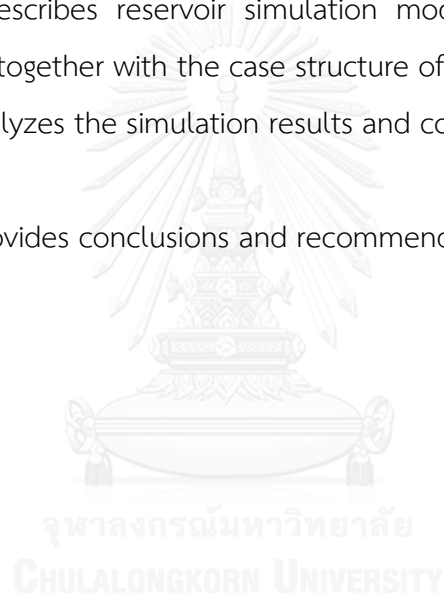 escribes reservoir simulation mod
together with the case structure of
lyzes the simulation results and co
ovides conclusions and recommenc
จุฬาลงกรณ์มหาวิทยาลัย
CHULALONGKORN UNIVERSITY